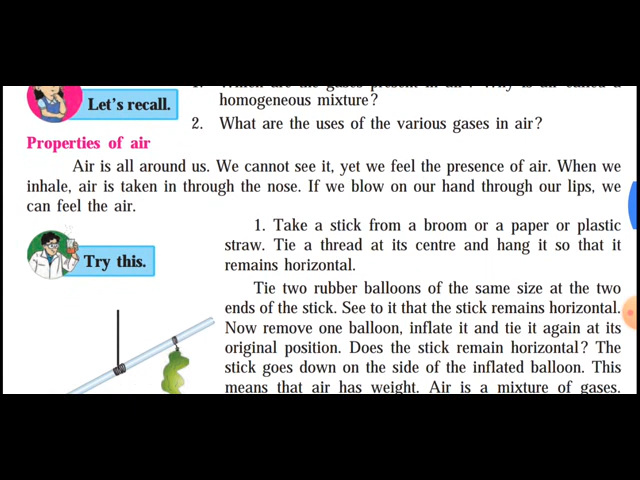 homogeneous mixture?
Let's recall.
2. What are the uses of the various gases in air?
Properties of air
Air is all around us. We cannot see it, yet we feel the presence of air. When we
inhale, air is taken in through the nose. If we blow on our hand through our lips, we
can feel the air.
1. Take a stick from a broom or a paper or plastic
straw. Tie a thread at its centre and hang it so that it
remains horizontal.
Try this.
Tie two rubber balloons of the same size at the two
ends of the stick. See to it that the stick remains horizontal.
Now remove one balloon, inflate it and tie it again at its
original position. Does the stick remain horizontal? The
stick goes down on the side of the inflated balloon. This
means that air has weight. Air is a mixture of gases.